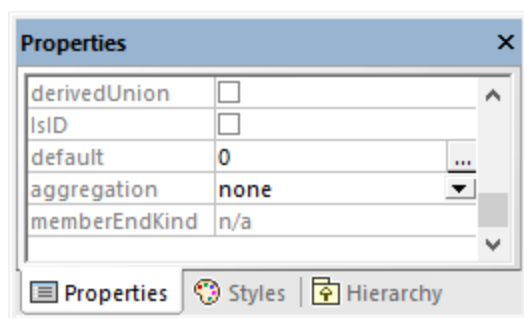 Properties
derivedUnion
IsID
default 0 ...
aggregation none
memberEndKind n/a
Properties Styles Hierarchy